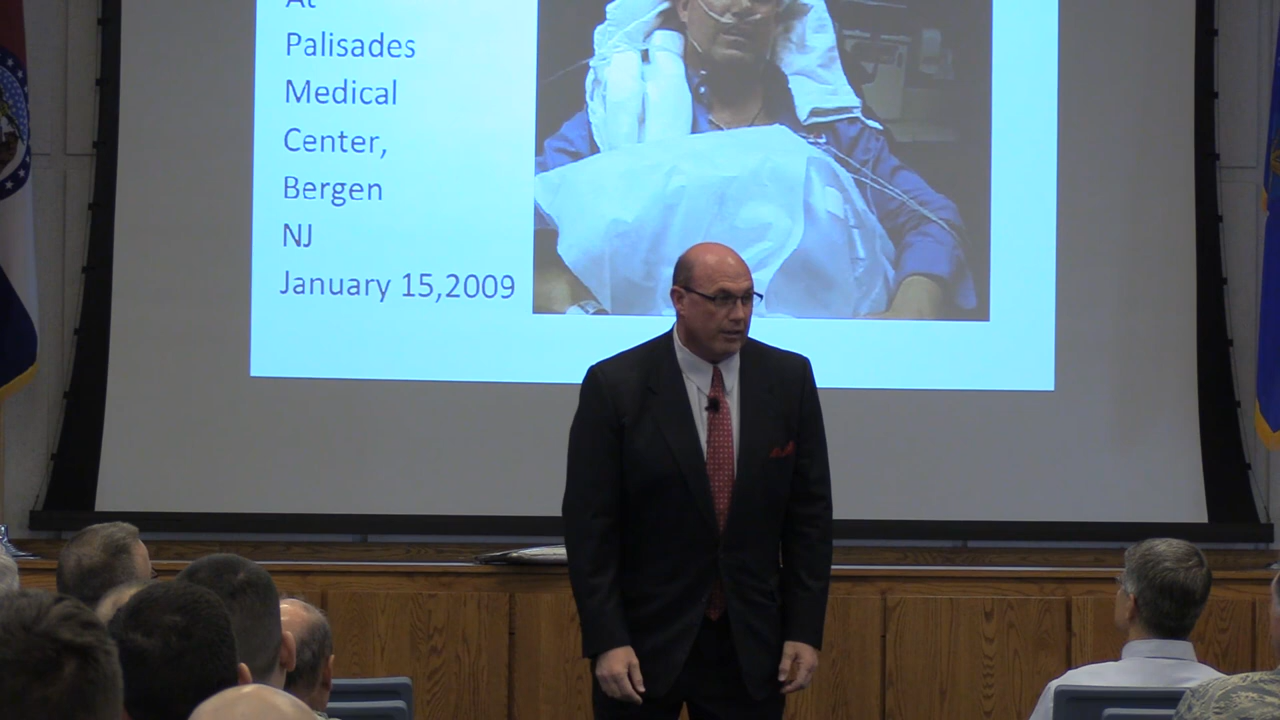 At
Palisades
Medical
Center,
Bergen
NJ
January 15,2009